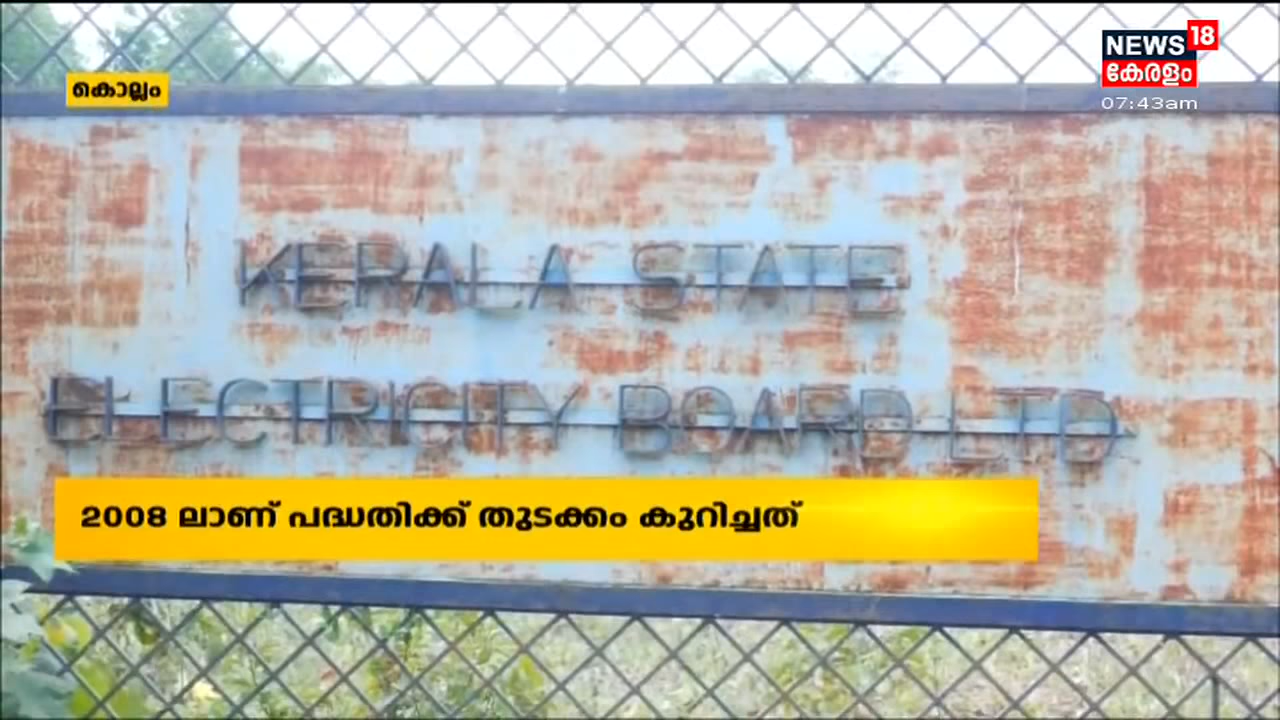 കൊല്ലം
NEWS 18
കേരളം
07:43am
KERALA STATE
ELECTRICITY BOARD LTD
2008 ലാണ് പദ്ധതിക്ക് തുടക്കം കുറിച്ചത്